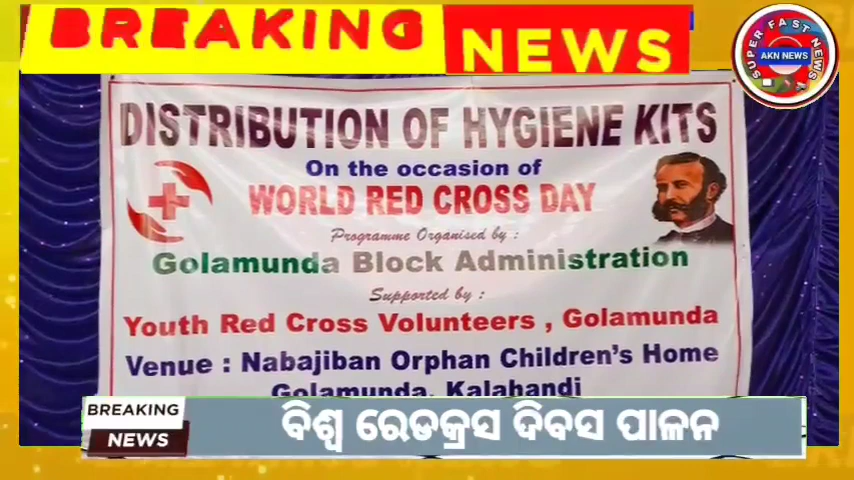 BREAKING NEWS
SUPER FAST NEWS
AKN NEWS
DISTRIBUTION OF HYGIENE KITS
On the occasion of
WORLD RED CROSS DAY
Programme Organised by :
Golamunda Block Administration
Supported by :
Youth Red Cross Volunteers , Golamunda
Venue : Nabajiban Orphan Children's Home
Golamunda, Kalahandi
BREAKING
NEWS
ବିଶ୍ୱ ରେଡକ୍ରସ ଦିବସ ପାଳନ